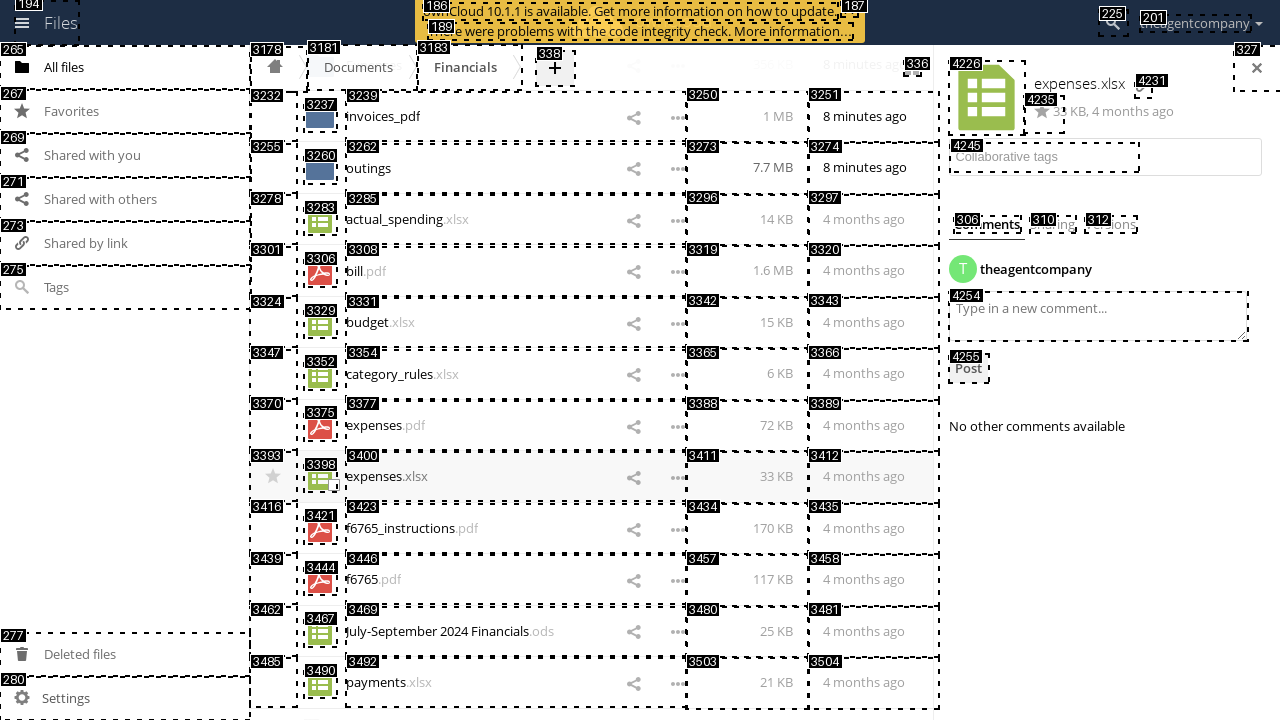 194
Files
186
ownCloud 10.1.1 is available. Get more information on how to update.
187
189
There were problems with the code integrity check. More information…
225
201
theagentcompany
265
All files
267
Favorites
269
Shared with you
271
Shared with others
273
Shared by link
275
Tags
277
Deleted files
280
Settings
3178
3181
Documents
3183
Financials
338
+
8 minutes ago
336
3232
3237
3239
invoices_pdf
3250
1 MB
3251
8 minutes ago
3255
3260
3262
outings
3273
7.7 MB
3274
8 minutes ago
3278
3283
3285
actual_spending.xlsx
3296
14 KB
3297
4 months ago
3301
3306
3308
bill.pdf
3319
1.6 MB
3320
4 months ago
3324
3329
3331
budget.xlsx
3342
15 KB
3343
4 months ago
3347
3352
3354
category_rules.xlsx
3365
6 KB
3366
4 months ago
3370
3375
3377
expenses.pdf
3388
72 KB
3389
4 months ago
3393
3398
3400
expenses.xlsx
3411
33 KB
3412
4 months ago
3416
3421
3423
f6765_instructions.pdf
3434
170 KB
3435
4 months ago
3439
3444
3446
f6765.pdf
3457
117 KB
3458
4 months ago
3462
3467
3469
July-September 2024 Financials.ods
3480
25 KB
3481
4 months ago
3485
3490
3492
payments.xlsx
3503
21 KB
3504
4 months ago
327
×
4226
expenses.xlsx
4231
4235
33 KB, 4 months ago
4245
Collaborative tags
306
Comments
310
Sharing
312
Versions
T
theagentcompany
4254
Type in a new comment...
4255
Post
No other comments available